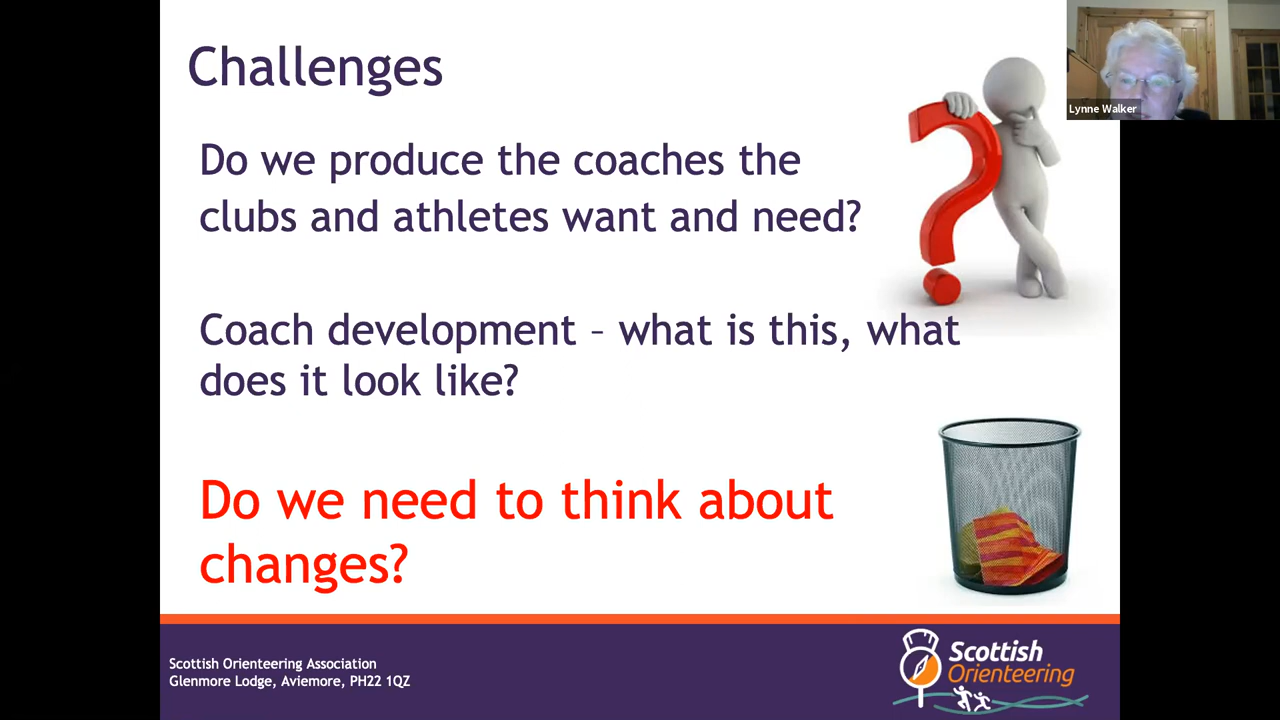 Challenges
Do we produce the coaches the
clubs and athletes want and need?
Coach development – what is this, what
does it look like?
Do we need to think about
changes?
Lynne Walker
Scottish Orienteering Association
Glenmore Lodge, Aviemore, PH22 1QZ
Scottish
Orienteering